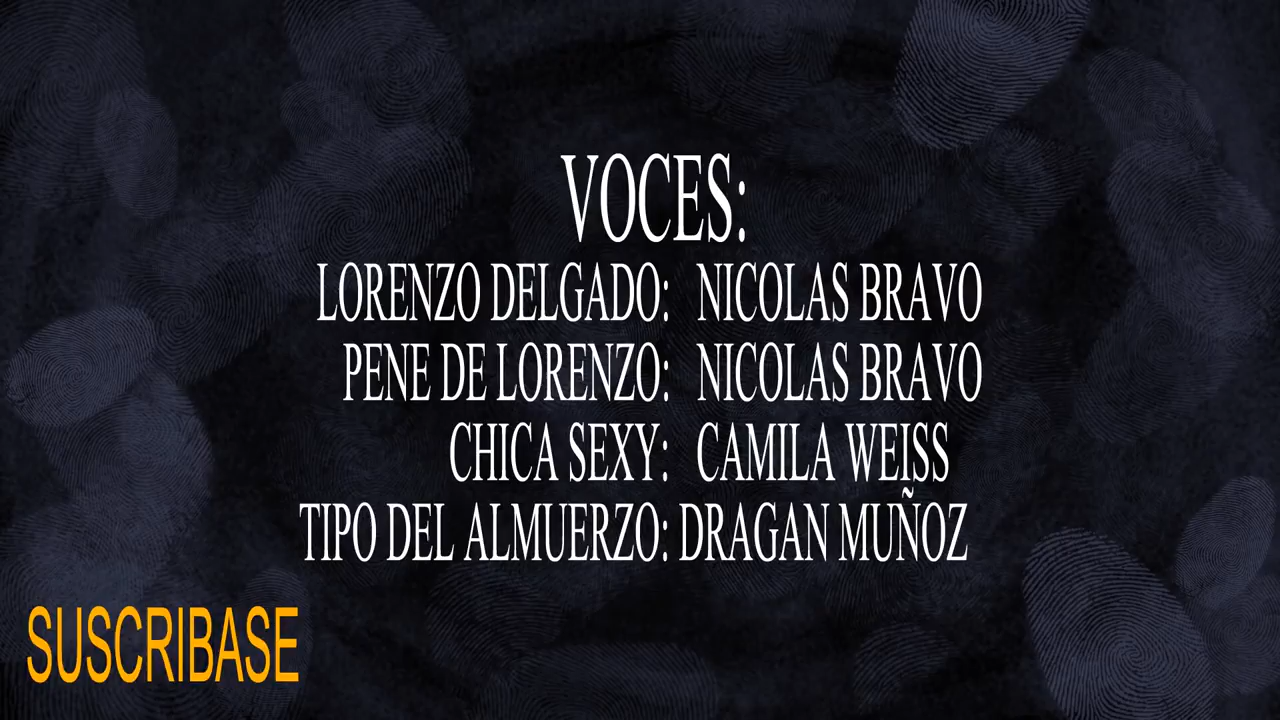 VOCES:
LORENZO DELGADO: NICOLAS BRAVO
PENE DE LORENZO: NICOLAS BRAVO
CHICA SEXY: CAMILA WEISS
TIPO DEL ALMUERZO: DRAGAN MUÑOZ
SUSCRIBASE